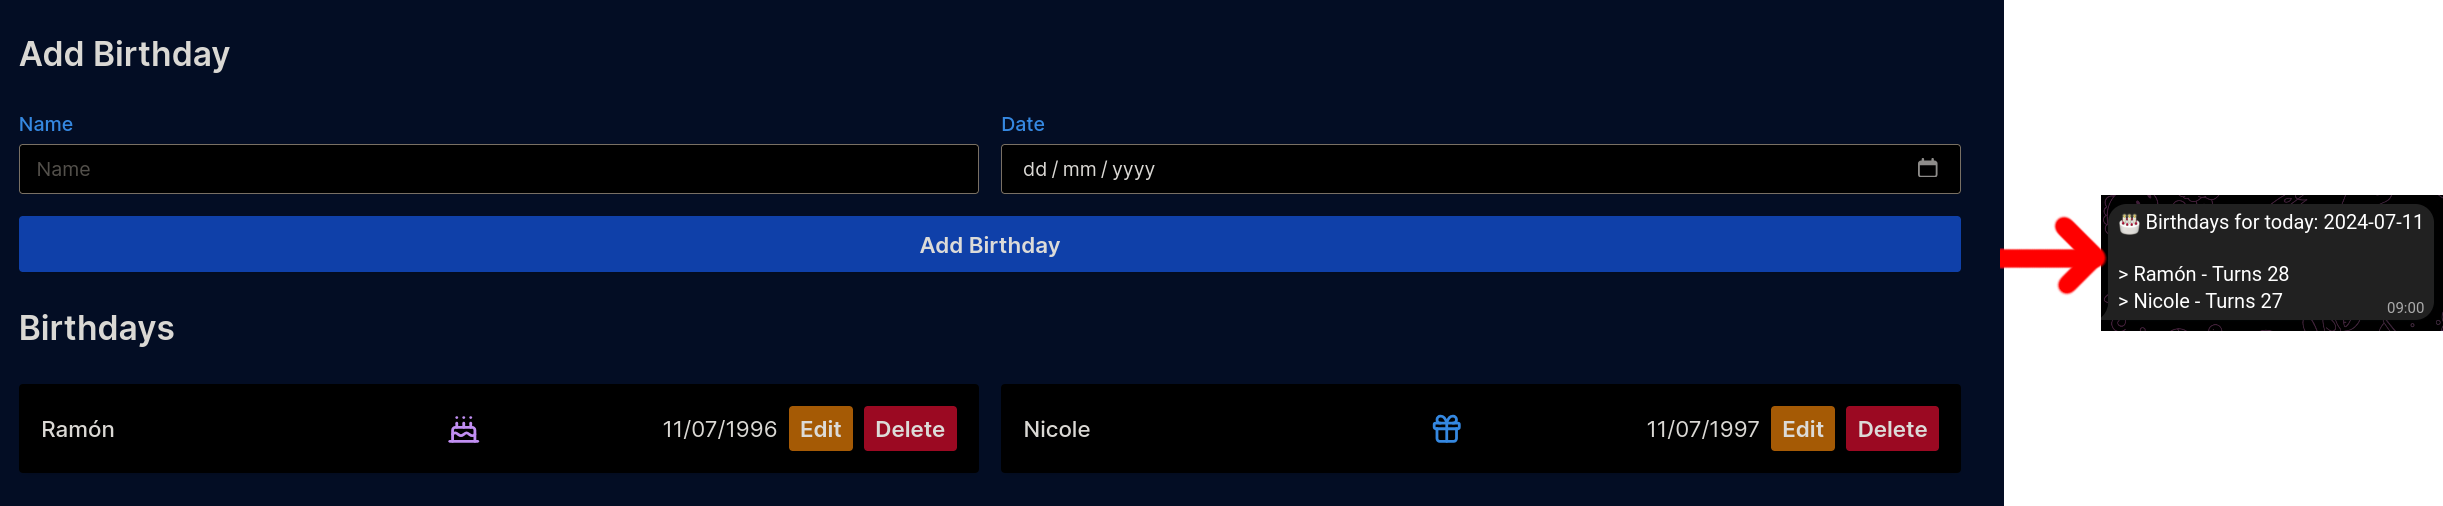 Add Birthday
Name
Date
Name
dd / mm / yyyy
Add Birthday
Birthdays
Ramón
11/07/1996
Edit
Delete
Nicole
11/07/1997
Edit
Delete
🎂 Birthdays for today: 2024-07-11
> Ramón - Turns 28
> Nicole - Turns 27
09:00